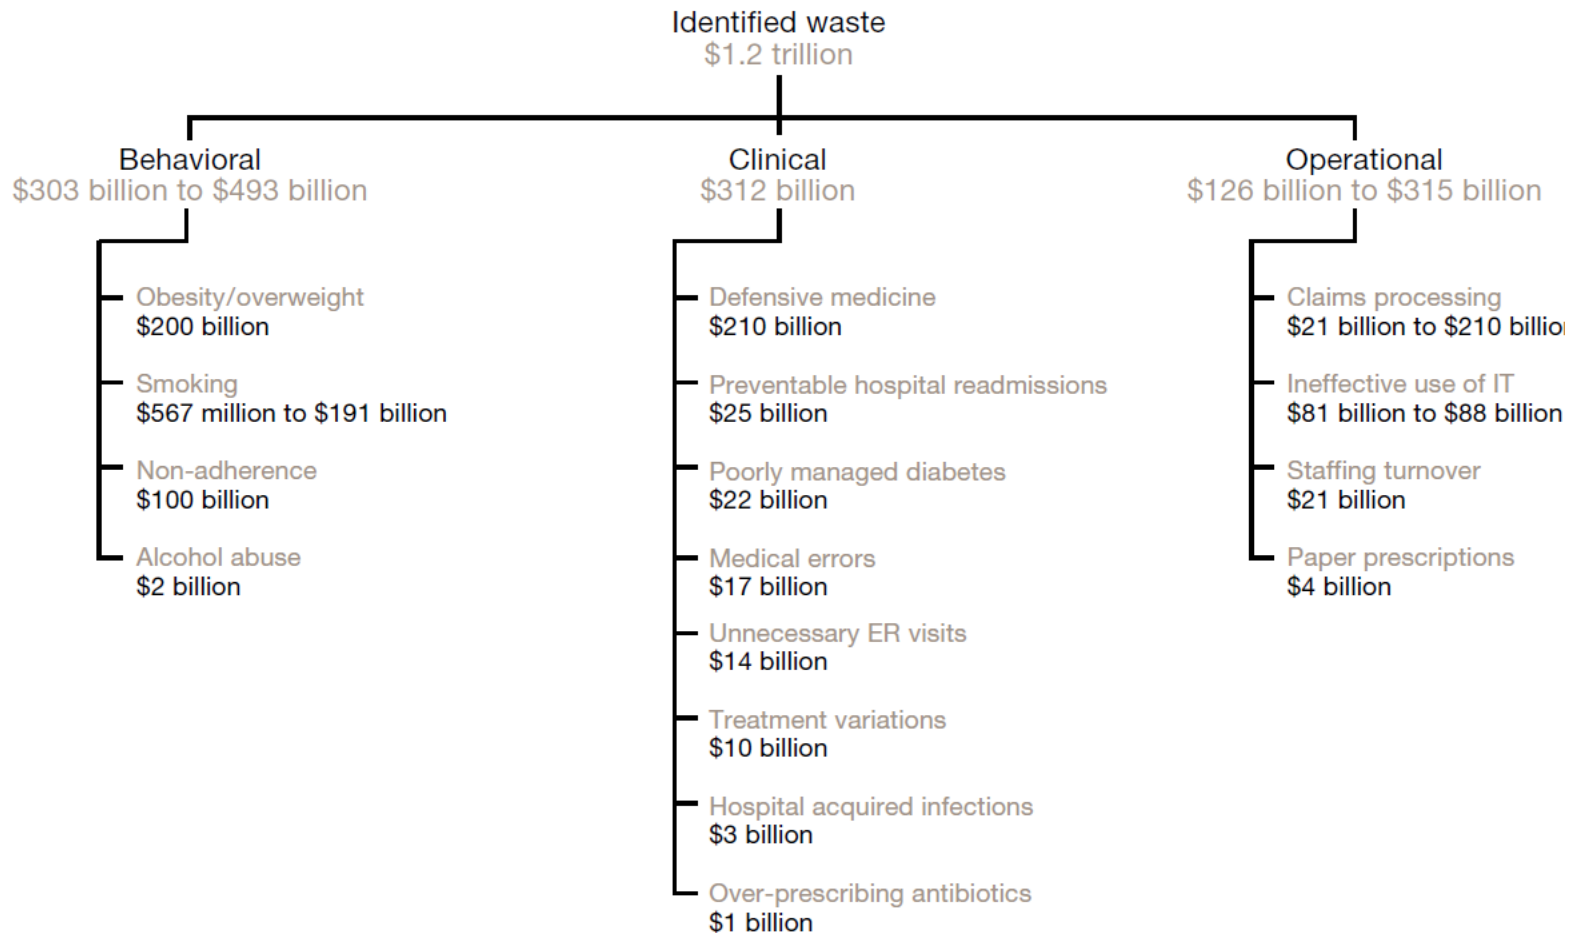 Identified waste
$1.2 trillion
Behavioral
$303 billion to $493 billion
Obesity/overweight
$200 billion
Smoking
$567 million to $191 billion
Non-adherence
$100 billion
Alcohol abuse
$2 billion
Clinical
$312 billion
Defensive medicine
$210 billion
Preventable hospital readmissions
$25 billion
Poorly managed diabetes
$22 billion
Medical errors
$17 billion
Unnecessary ER visits
$14 billion
Treatment variations
$10 billion
Hospital acquired infections
$3 billion
Over-prescribing antibiotics
$1 billion
Operational
$126 billion to $315 billion
Claims processing
$21 billion to $210 billio
Ineffective use of IT
$81 billion to $88 billion
Staffing turnover
$21 billion
Paper prescriptions
$4 billion